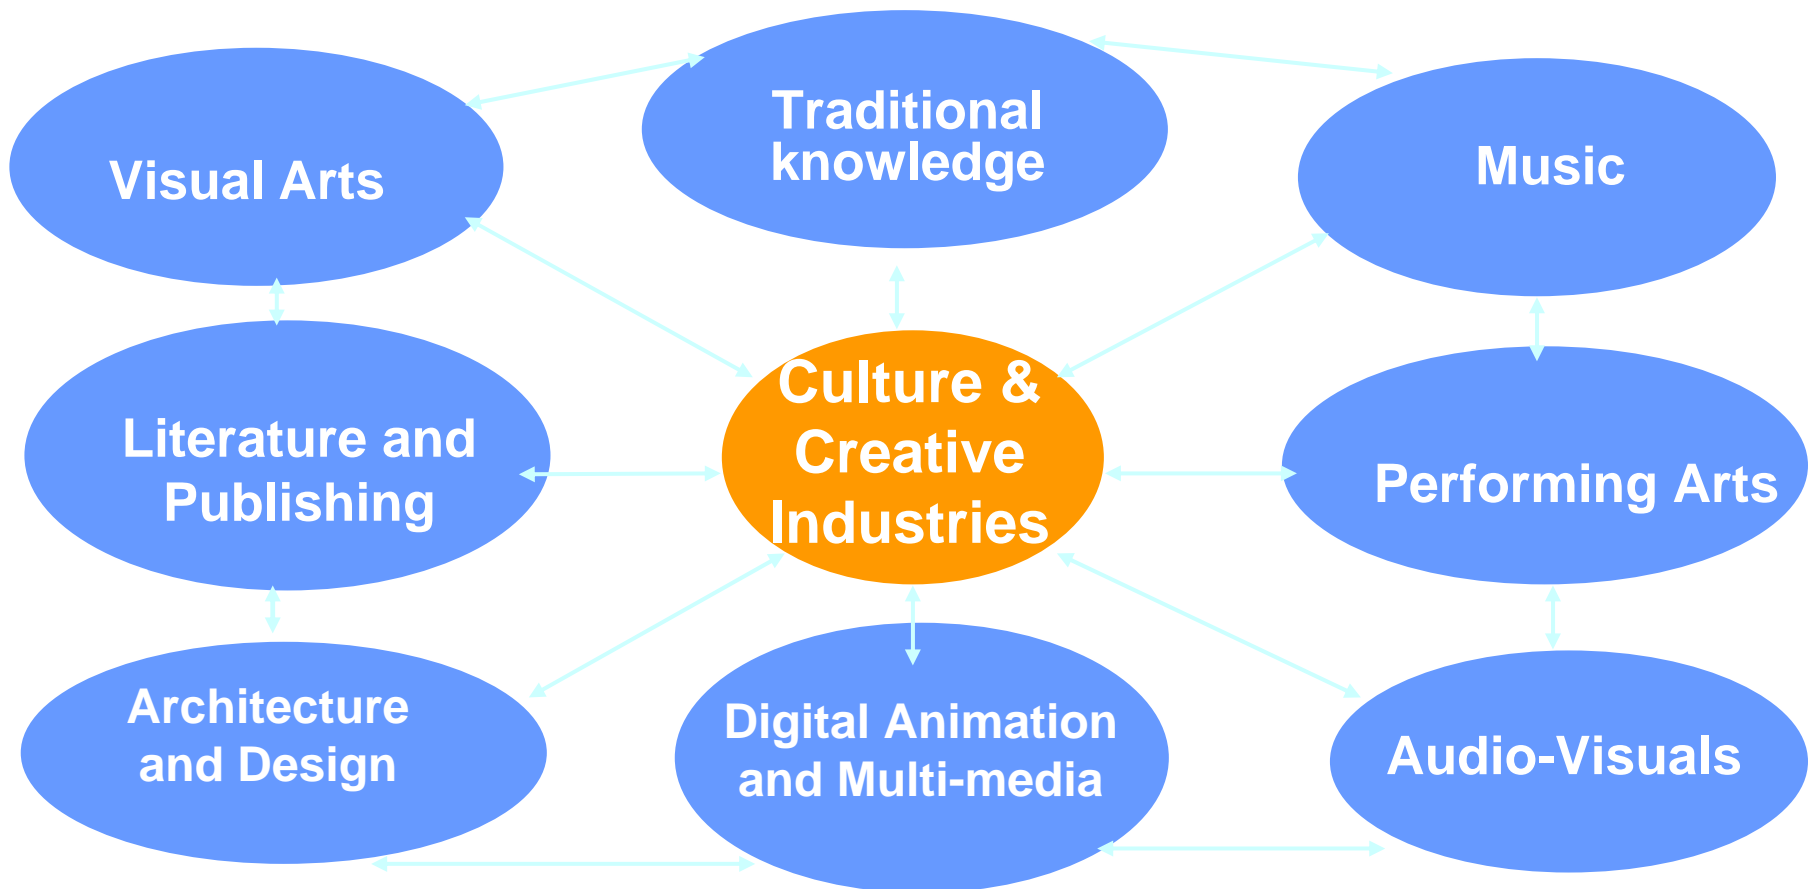 Visual Arts
Traditional
knowledge
Music
Literature and
Publishing
Culture &
Creative
Industries
Performing Arts
Architecture
and Design
Digital Animation
and Multi-media
Audio-Visuals